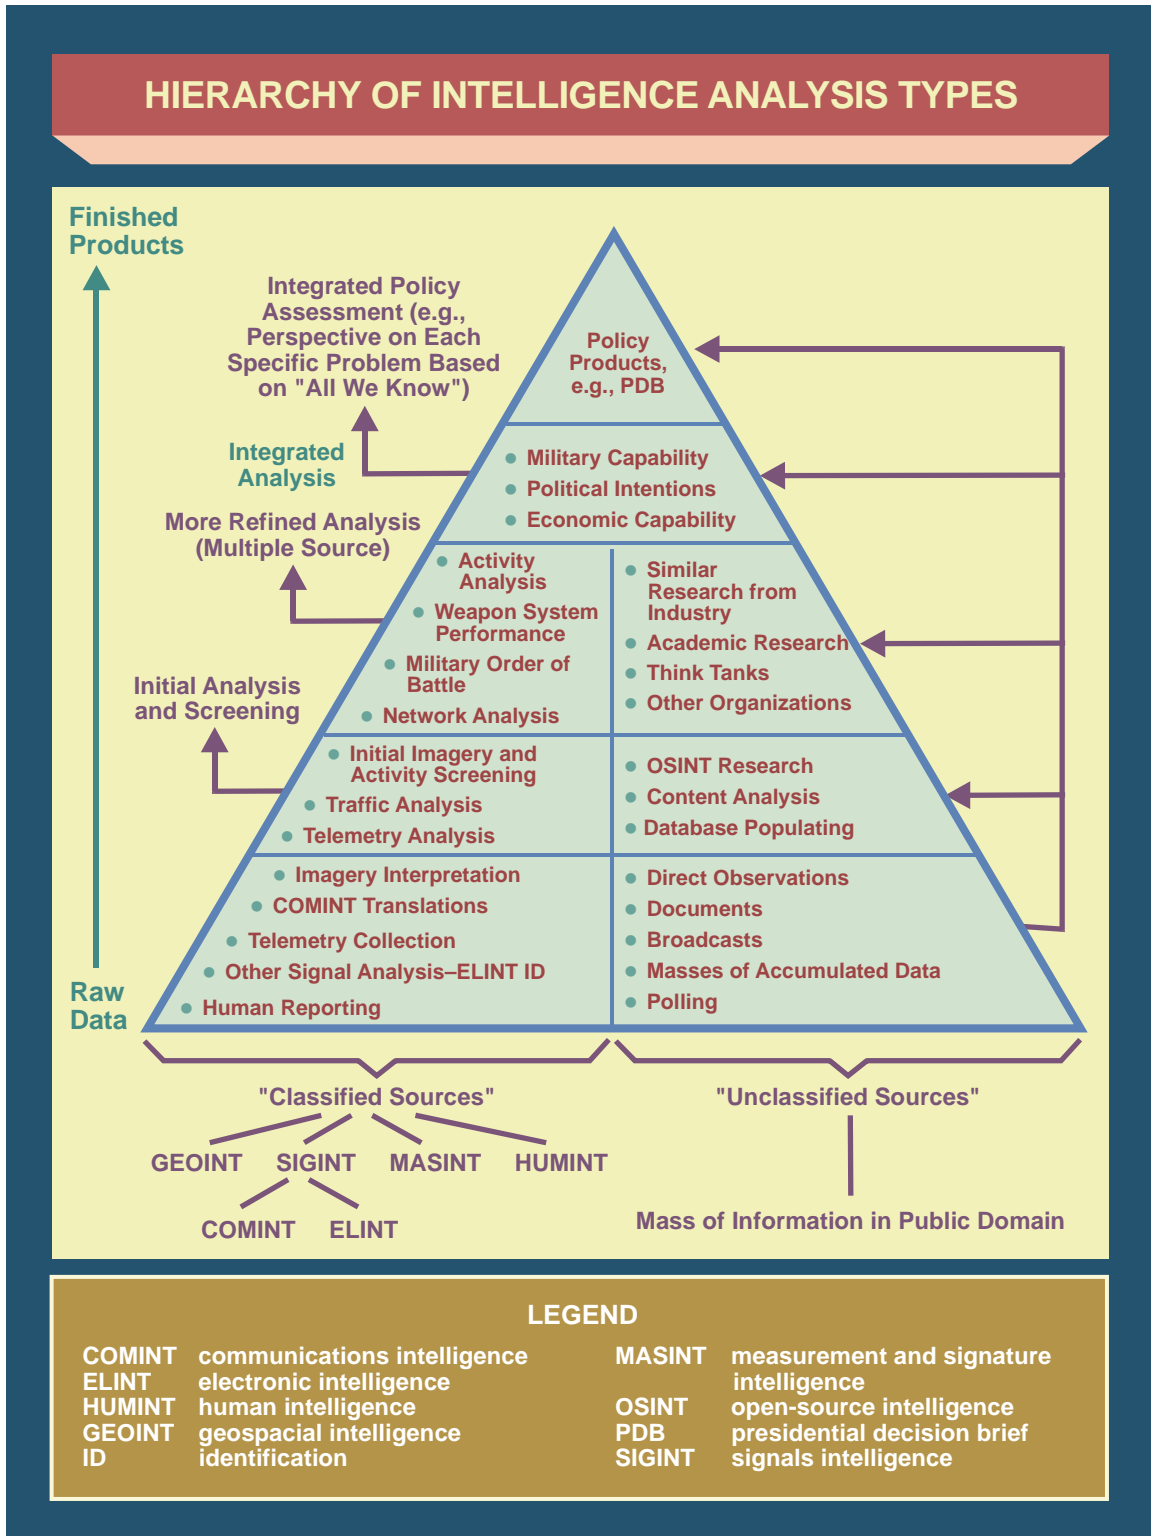 HIERARCHY OF INTELLIGENCE ANALYSIS TYPES
Finished
Products
Integrated Policy
Assessment (e.g.,
Perspective on Each
Specific Problem Based
on "All We Know")
Integrated
Analysis
More Refined Analysis
(Multiple Source)
Initial Analysis
and Screening
Raw
Data
Policy
Products,
e.g., PDB
Military Capability
Political Intentions
Economic Capability
Activity
Analysis
Weapon System
Performance
Military Order of
Battle
Network Analysis
Similar
Research from
Industry
Academic Research
Think Tanks
Other Organizations
Initial Imagery and
Activity Screening
Traffic Analysis
Telemetry Analysis
OSINT Research
Content Analysis
Database Populating
Imagery Interpretation
COMINT Translations
Telemetry Collection
Other Signal Analysis–ELINT ID
Human Reporting
Direct Observations
Documents
Broadcasts
Masses of Accumulated Data
Polling
"Classified Sources"
GEOINT SIGINT MASINT HUMINT
COMINT ELINT
"Unclassified Sources"
Mass of Information in Public Domain
LEGEND
COMINT communications intelligence
ELINT electronic intelligence
HUMINT human intelligence
GEOINT geospacial intelligence
ID identification
MASINT measurement and signature
intelligence
OSINT open-source intelligence
PDB presidential decision brief
SIGINT signals intelligence